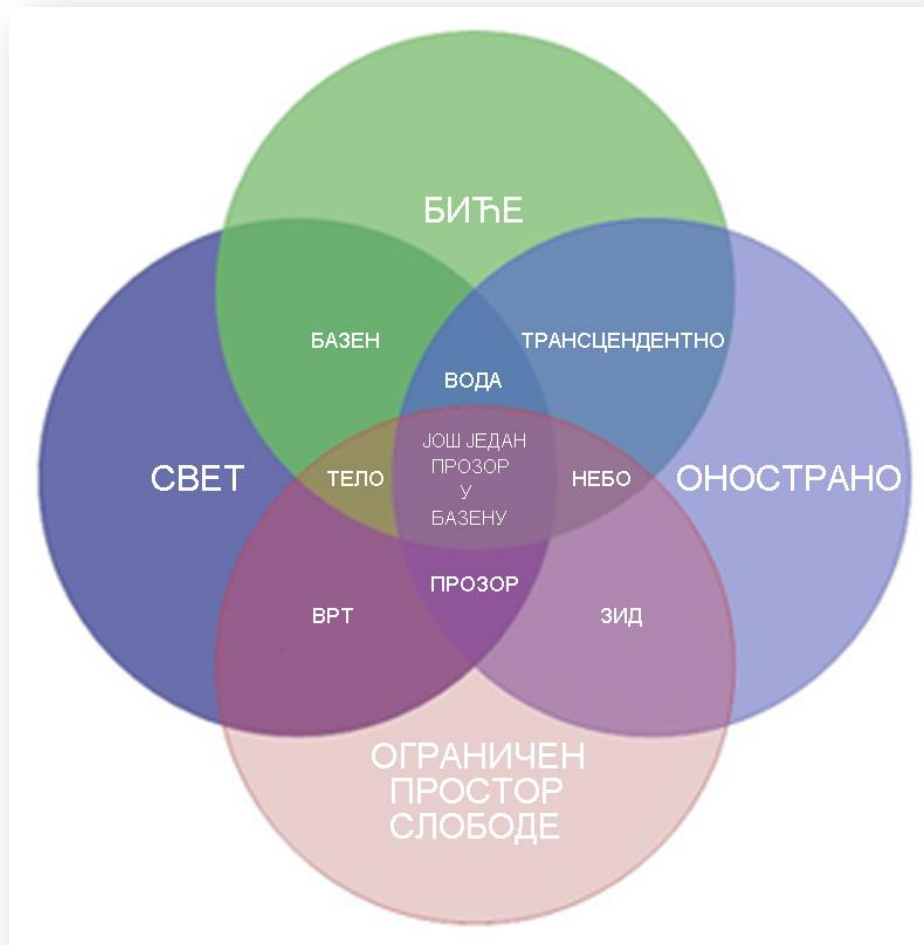 БИЋЕ
БАЗЕН
ТРАНСЦЕНДЕНТНО
ВОДА
СВЕТ
ТЕЛО
ЈОШ ЈЕДАН
ПРОЗОР
У
БАЗЕНУ
НЕБО
ОНОСТРАНО
ПРОЗОР
ВРТ
ЗИД
ОГРАНИЧЕН
ПРОСТОР
СЛОБОДЕ